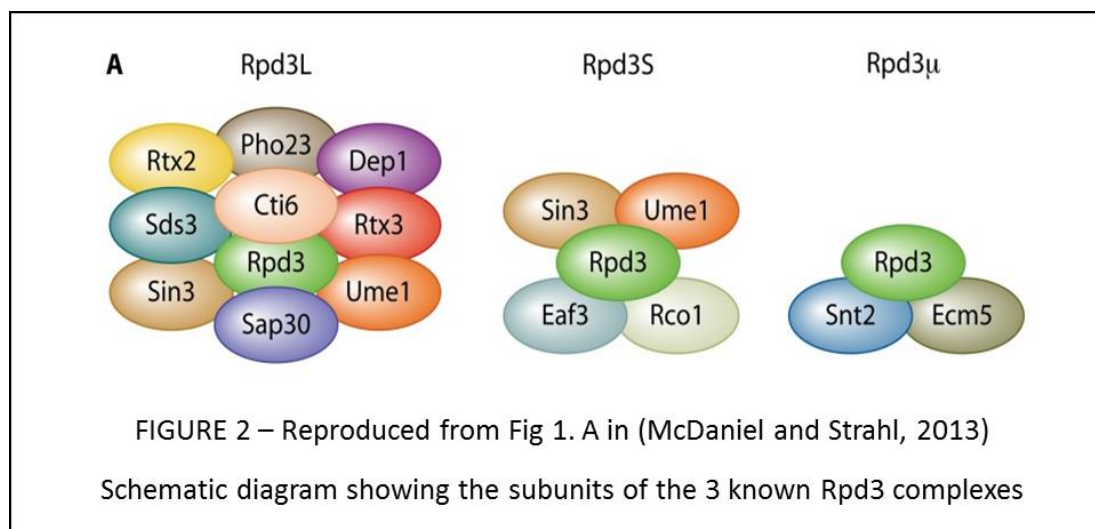 A Rpd3L Rpd3S Rpd3μ
Pho23
Rtx2
Dep1
Cti6
Sds3
Rtx3
Rpd3
Sin3
Ume1
Sap30
Sin3
Ume1
Rpd3
Eaf3
Rco1
Rpd3
Snt2
Ecm5
FIGURE 2 – Reproduced from Fig 1. A in (McDaniel and Strahl, 2013)
Schematic diagram showing the subunits of the 3 known Rpd3 complexes